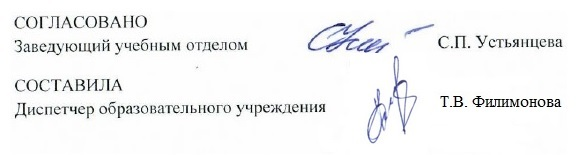 СОГЛАСОВАНО
Заведующий учебным отделом С.П. Устьянцева
СОСТАВИЛА
Диспетчер образовательного учреждения Т.В. Филимонова